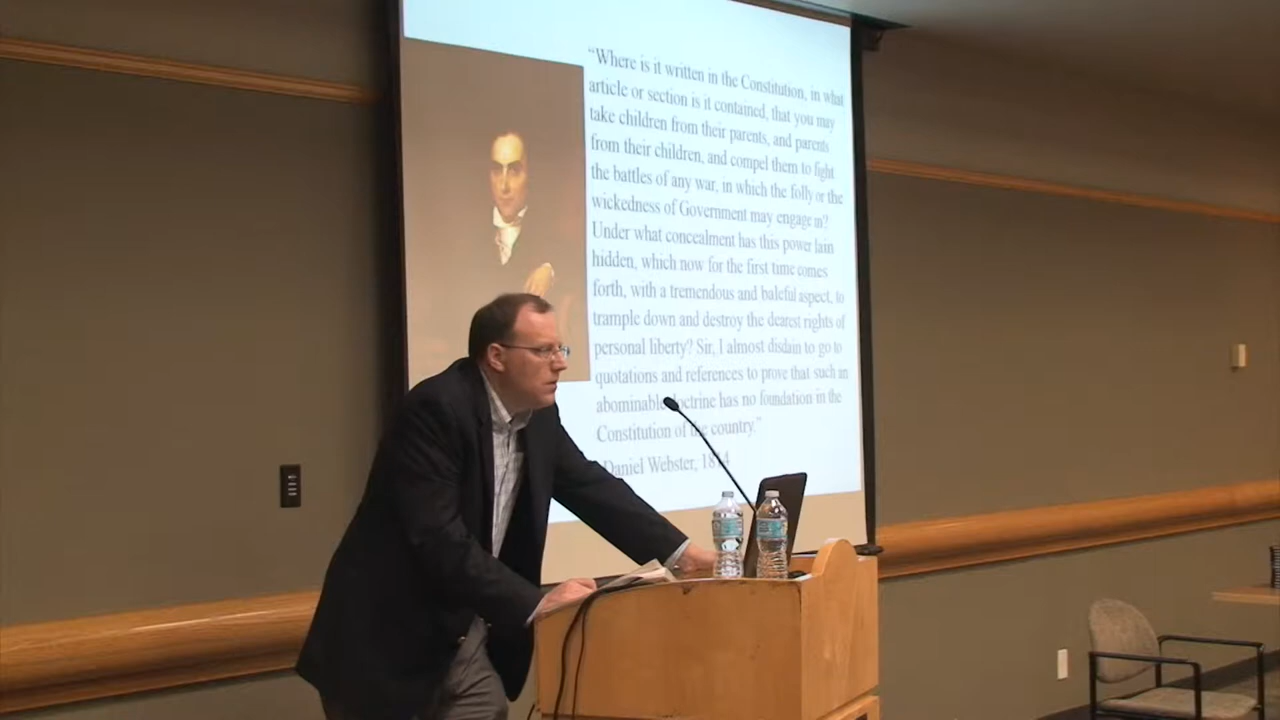 “Where is it written in the Constitution, in what
article or section is it contained, that you may
take children from their parents, and parents
from their children, and compel them to fight
the battles of any war, in which the folly or the
wickedness of Government may engage in?
Under what concealment has this power lain
hidden, which now for the first time comes
forth, with a tremendous and baleful aspect, to
trample down and destroy the dearest rights of
personal liberty? Sir, I almost disdain to go to
quotations and references to prove that such an
abominable doctrine has no foundation in the
Constitution of the country.”
Daniel Webster, 1814